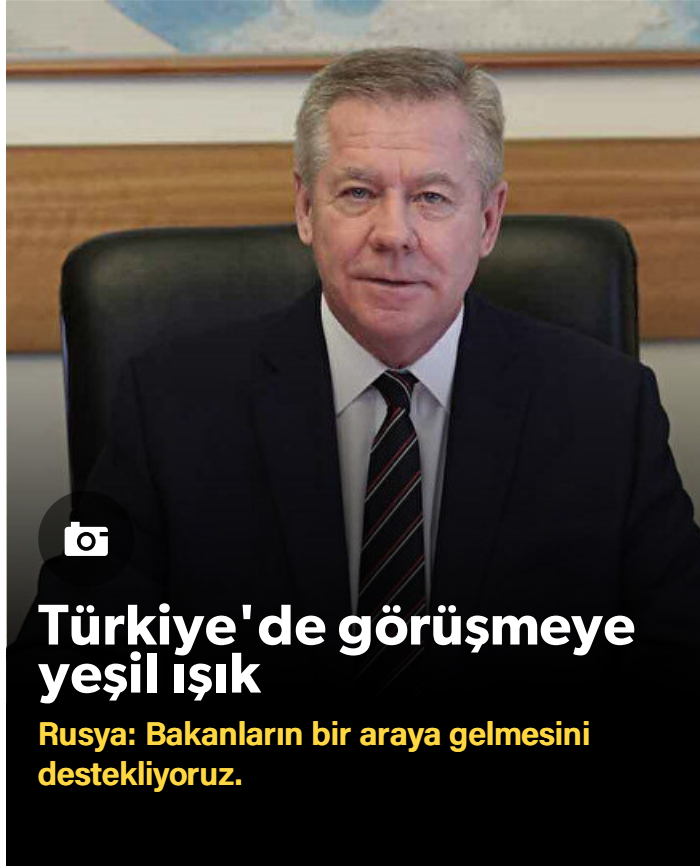 Türkiye'de görüşmeye
yeşil ışık
Rusya: Bakanların bir araya gelmesini
destekliyoruz.